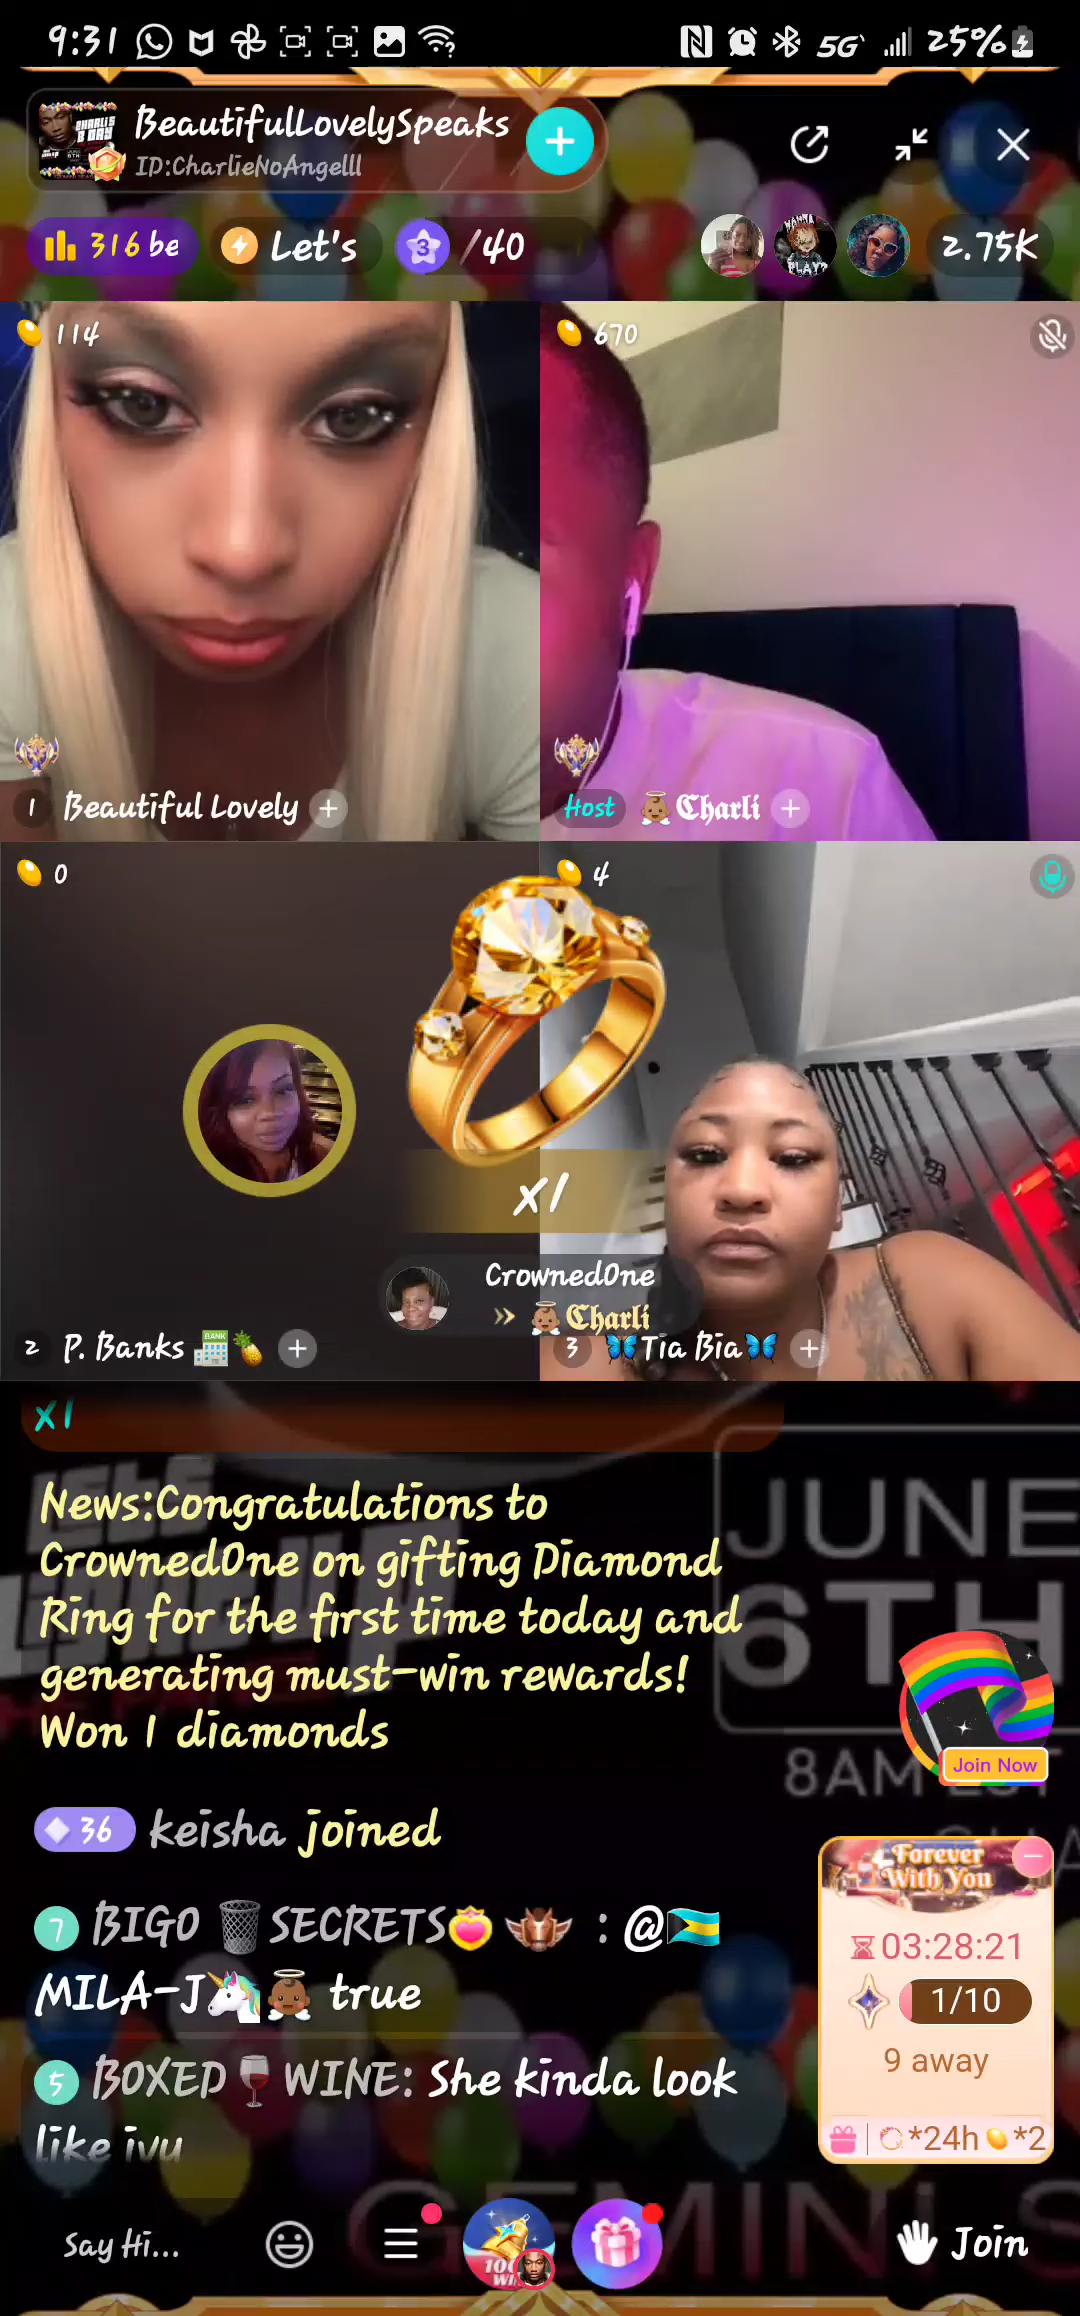 9:31
5G
25%
BeautifulLovelySpeaks
ID:CharlieNoAngelll
316 be
Let's
3 /40
2.75K
114
670
1 Beautiful Lovely
Host 👼🏾 Charli
0
4
x1
CrownedOne
» 👼🏾 Charli
2 P. Banks 🏦🍍
3 🦋Tia Bia🦋
x1
News:Congratulations to
CrownedOne on gifting Diamond
Ring for the first time today and
generating must-win rewards!
Won 1 diamonds
36 keisha joined
7 BIGO 🗑️ SECRETS : @🇧🇸
MILA-J🦄👼🏾 true
5 BOXED🍷WINE: She kinda look
like ivu
JUNE
6TH
8AM
GEMINI S
Join Now
Forever
With You
03:28:21
1/10
9 away
*24h *2
Say Hi...
Join